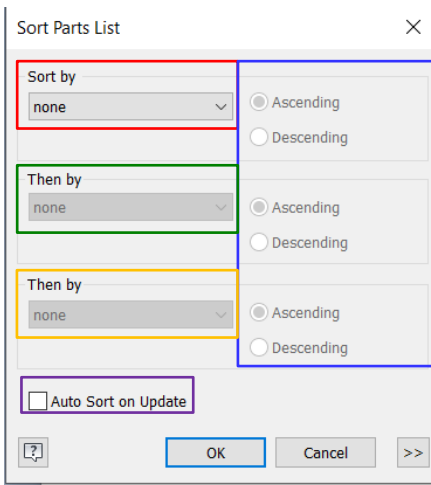 Sort Parts List
Sort by
none
Ascending
Descending
Then by
none
Ascending
Descending
Then by
none
Ascending
Descending
Auto Sort on Update
?
OK
Cancel
>>